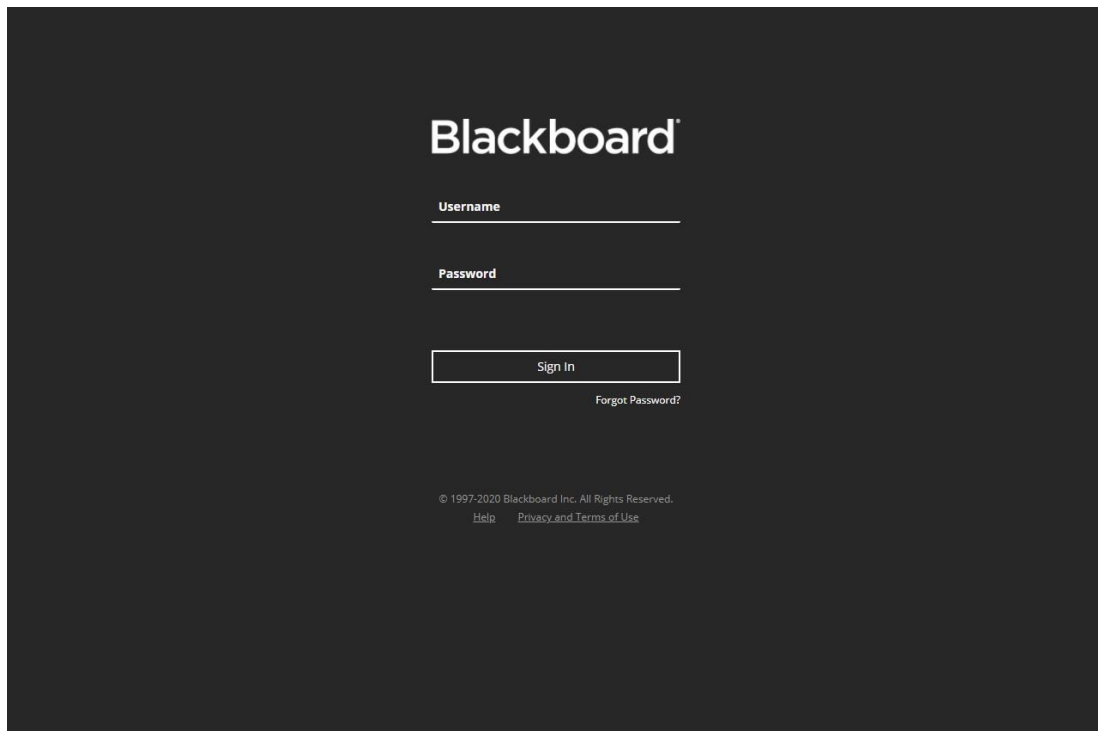 Blackboard®
Username
Password
Sign In
Forgot Password?
© 1997-2020 Blackboard Inc. All Rights Reserved.
Help Privacy and Terms of Use